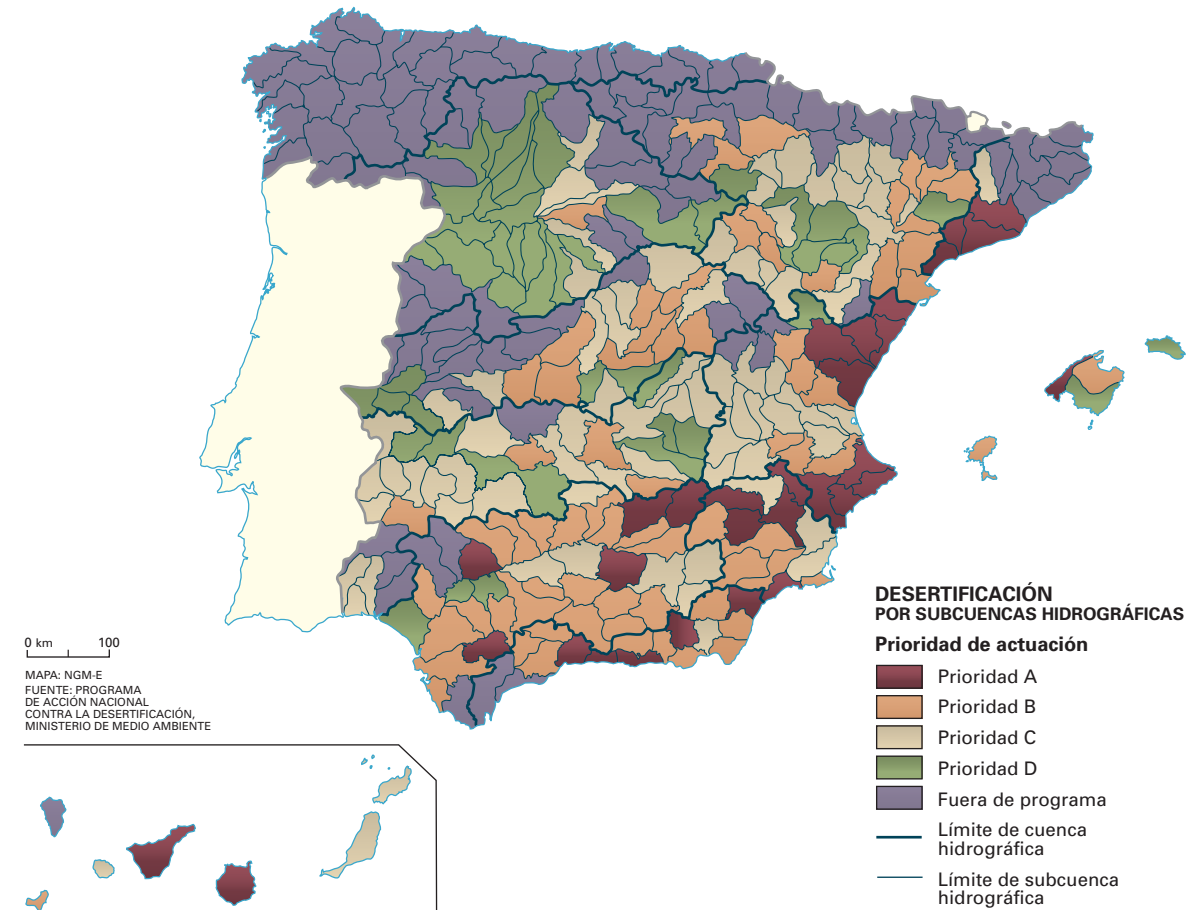 DESERTIFICACIÓN
POR SUBCUENCAS HIDROGRÁFICAS
Prioridad de actuación
Prioridad A
Prioridad B
Prioridad C
Prioridad D
Fuera de programa
Límite de cuenca
hidrográfica
Límite de subcuenca
hidrográfica
0 km 100
MAPA: NGM-E
FUENTE: PROGRAMA
DE ACCIÓN NACIONAL
CONTRA LA DESERTIFICACIÓN,
MINISTERIO DE MEDIO AMBIENTE